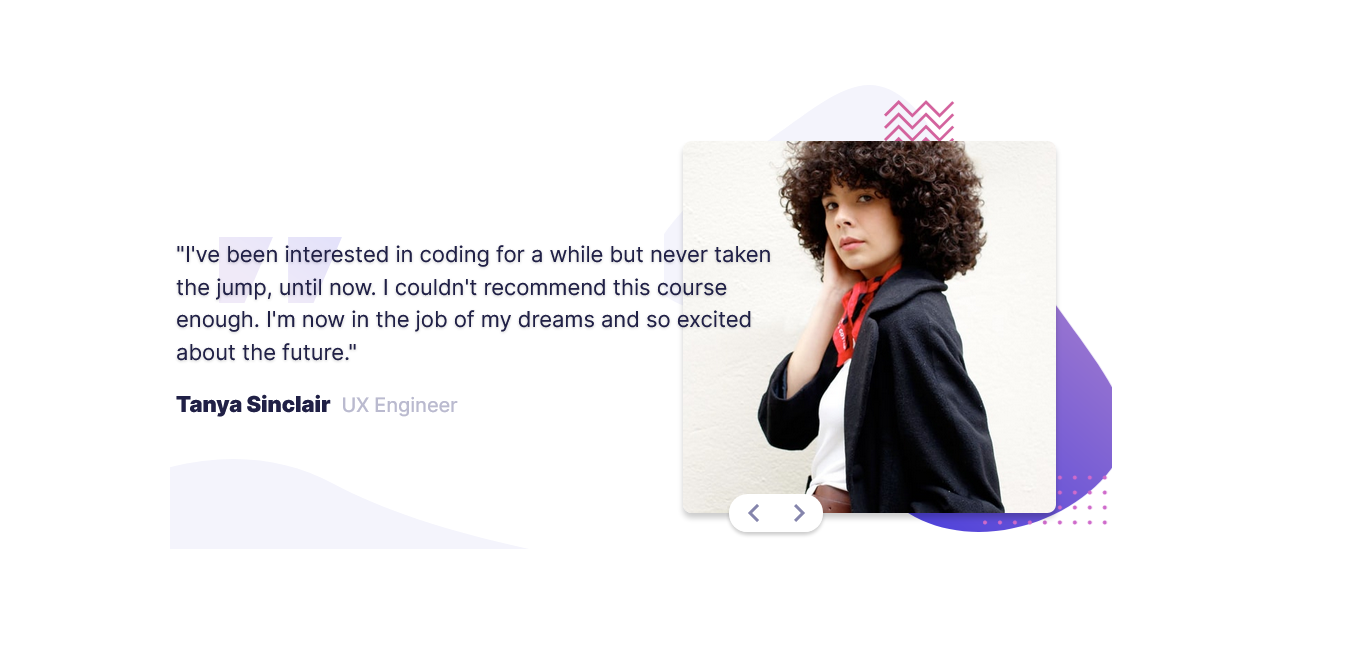 "I've been interested in coding for a while but never taken
the jump, until now. I couldn't recommend this course
enough. I'm now in the job of my dreams and so excited
about the future."
Tanya Sinclair UX Engineer